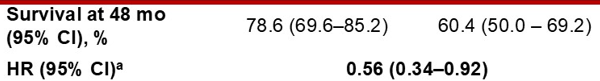 Survival at 48 mo
(95% CI), % 78.6 (69.6–85.2) 60.4 (50.0 – 69.2)
HR (95% CI)ª 0.56 (0.34–0.92)